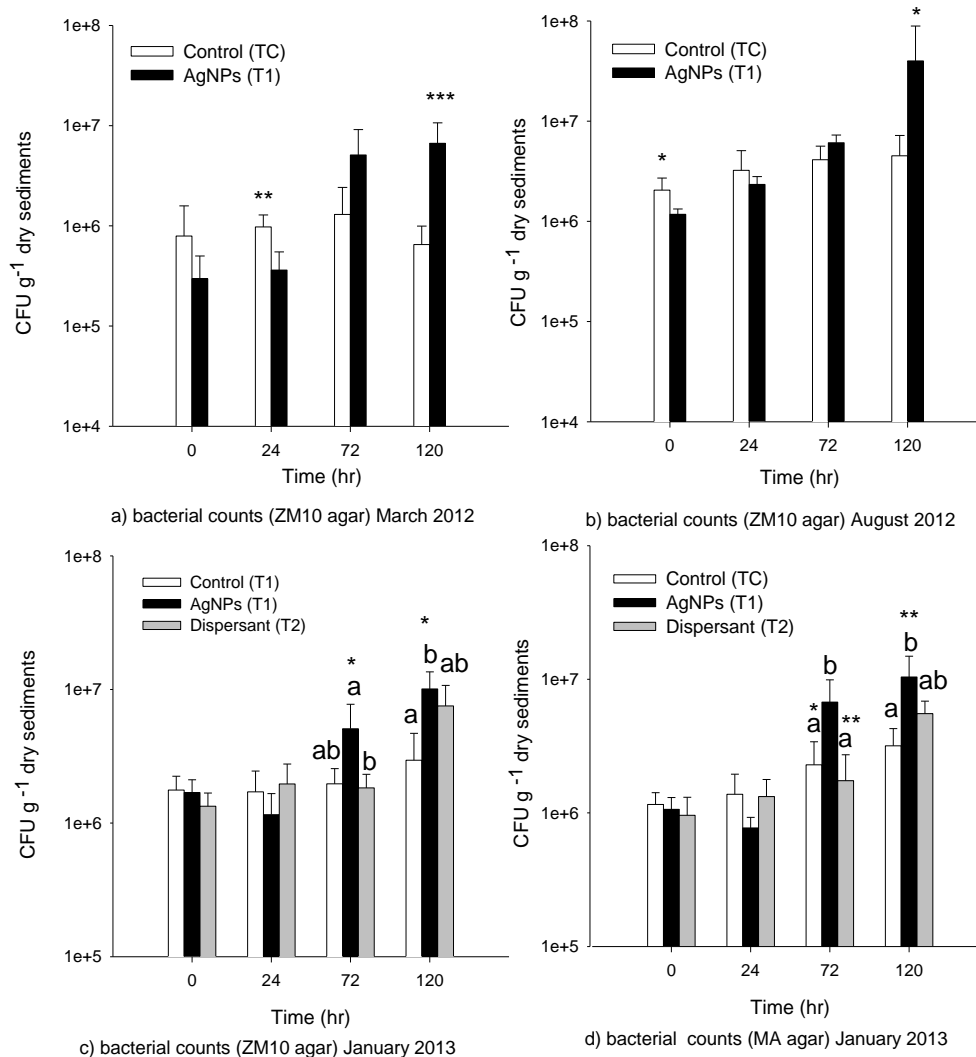 1e+8
Control (TC)
AgNPs (T1)
1e+7
1e+6
1e+5
1e+4
CFU g-1 dry sediments
**
***
0 24 72 120
Time (hr)
a) bacterial counts (ZM10 agar) March 2012
1e+8
Control (TC)
AgNPs (T1)
1e+7
1e+6
1e+5
1e+4
CFU g-1 dry sediments
*
*
0 24 72 120
Time (hr)
b) bacterial counts (ZM10 agar) August 2012
1e+8
Control (T1)
AgNPs (T1)
Dispersant (T2)
1e+7
1e+6
1e+5
CFU g-1 dry sediments
* *
ab a b a b ab
0 24 72 120
Time (hr)
c) bacterial counts (ZM10 agar) January 2013
1e+8
Control (TC)
AgNPs (T1)
Dispersant (T2)
1e+7
1e+6
1e+5
CFU g-1 dry sediments
* ** **
a b a a b ab
0 24 72 120
Time (hr)
d) bacterial counts (MA agar) January 2013